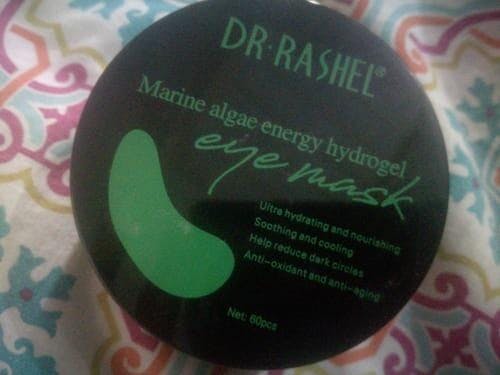 DR·RASHEL®
Marine algae energy hydrogel
eye mask
Ultra hydrating and nourishing
Soothing and cooling
Help reduce dark circles
Anti-oxidant and anti-aging
Net: 60pcs